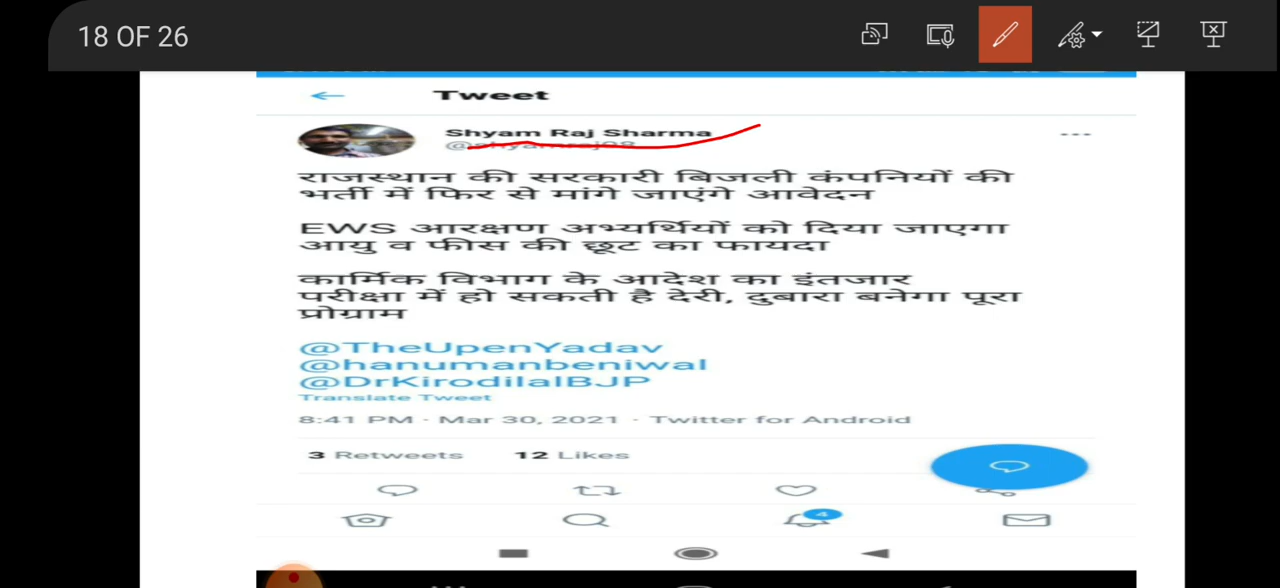 18 OF 26
Tweet
Shyam Raj Sharma
राजस्थान की सरकारी बिजली कंपनियों की
भर्ती में फिर से मांगे जाएंगे आवेदन
EWS आरक्षण अभ्यर्थियों को दिया जाएगा
आयु व फीस की छूट का फायदा
कार्मिक विभाग के आदेश का इंतजार
परीक्षा में हो सकती है देरी, दुबारा बनेगा पूरा
प्रोग्राम
@TheUpenYadav
@hanumanbeniwal
@DrKirodilalBJP
Translate Tweet
8:41 PM · Mar 30, 2021 · Twitter for Android
3 Retweets 12 Likes
4